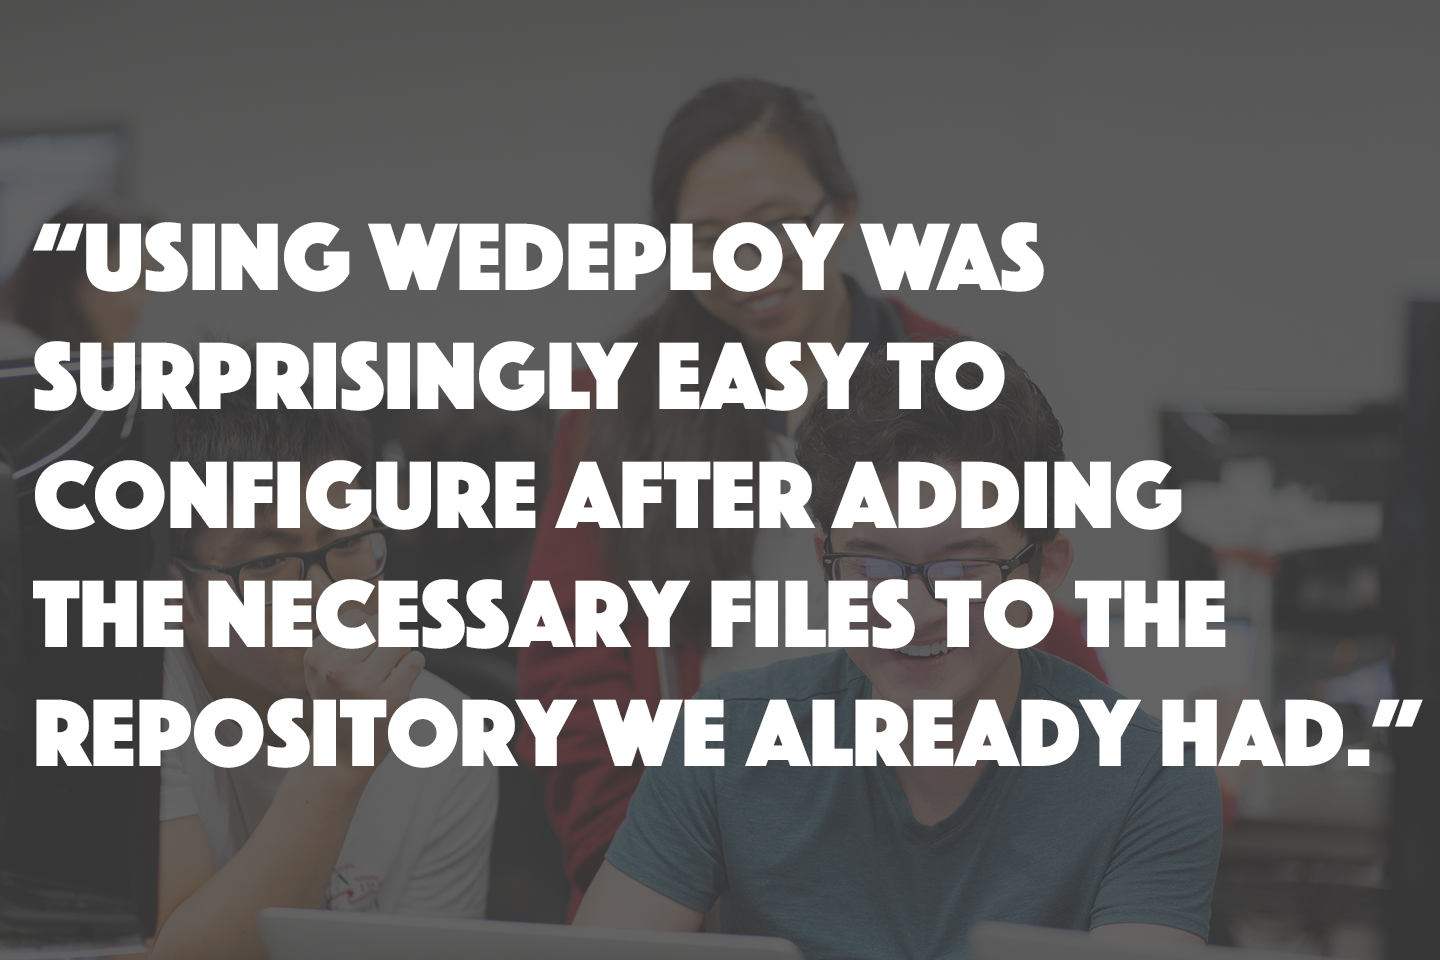 “USING WEDEPLOY WAS
SURPRISINGLY EASY TO
CONFIGURE AFTER ADDING
THE NECESSARY FILES TO THE
REPOSITORY WE ALREADY HAD.”